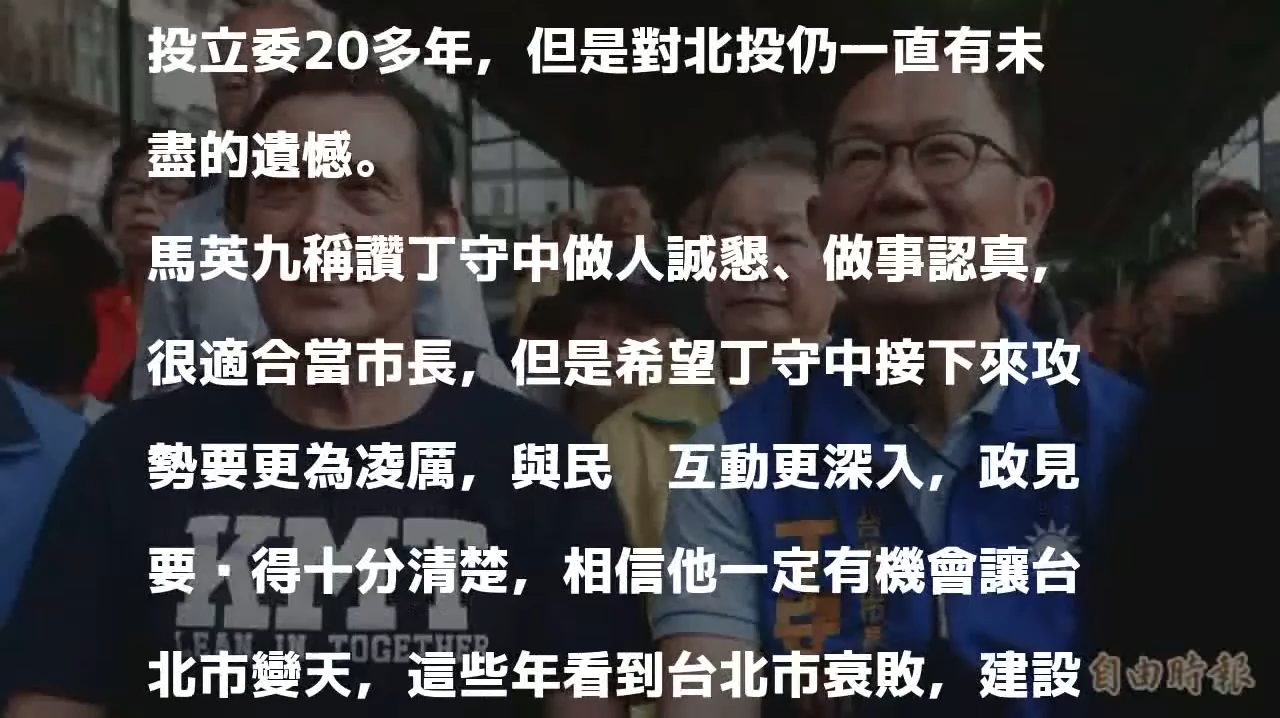 投立委20多年，但是對北投仍一直有未
盡的遺憾。
馬英九稱讚丁守中做人誠懇、做事認真，
很適合當市長，但是希望丁守中接下來攻
勢要更為凌厲，與民　互動更深入，政見
要·得十分清楚，相信他一定有機會讓台
北市變天，這些年看到台北市衰敗，建設
KMT
LEAN IN TOGETHER
丁守
自由時報